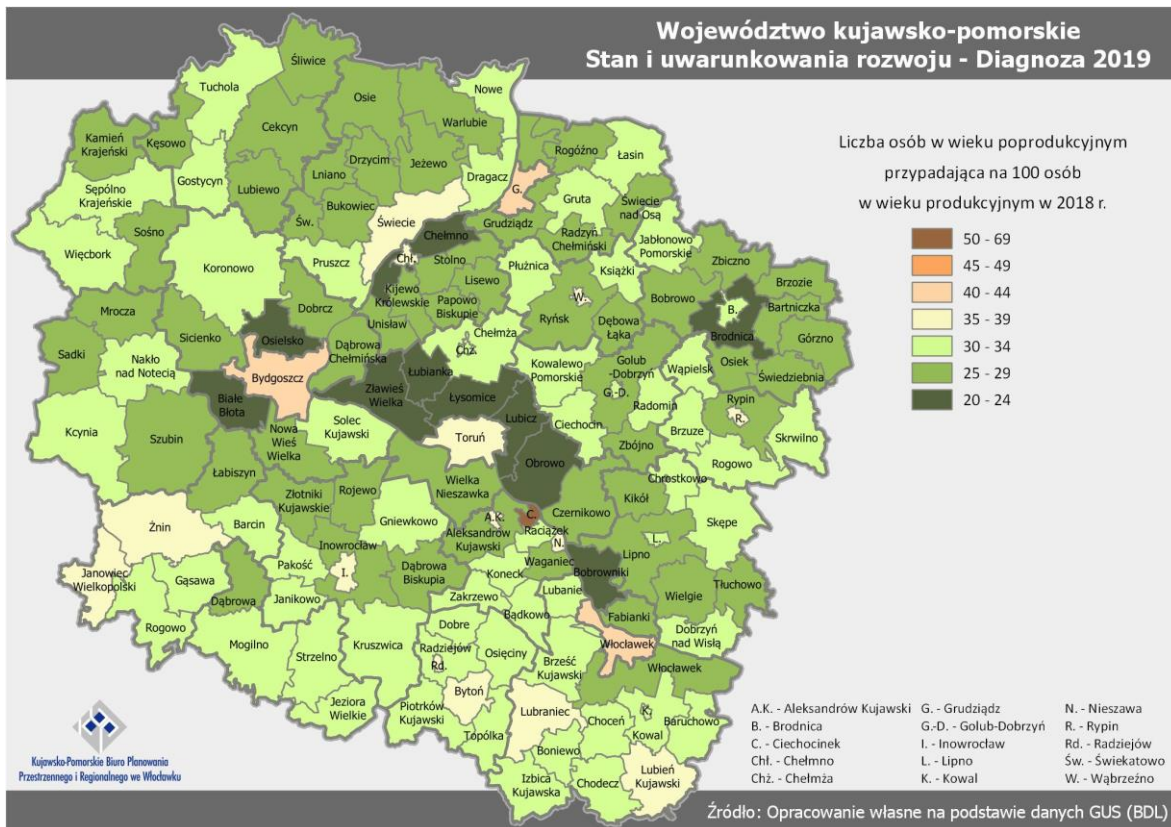 Województwo kujawsko-pomorskie
Stan i uwarunkowania rozwoju - Diagnoza 2019
Liczba osób w wieku poprodukcyjnym
przypadająca na 100 osób
w wieku produkcyjnym w 2018 r.
50 - 69
45 - 49
40 - 44
35 - 39
30 - 34
25 - 29
20 - 24
Śliwice
Tuchola
Nowe
Osie
Warlubie
Cekcyn
Kamień
Krajeński
Kęsowo
Rogóźno
Łasin
Drzycim
Jeżewo
Lniano
Dragacz
G.
Sępólno
Krajeńskie
Gostycyn
Lubiewo
Bukowiec
Gruta
Świecie
nad Osą
Św.
Świecie
Grudziądz
Radzyń
Chełmiński
Sośno
Chełmno
Jabłonowo
Pomorskie
Więcbork
Koronowo
Pruszcz
Chł.
Stolno
Płużnica
Książki
Zbiczno
Lisewo
Kijewo
Królewskie
Papowo
Biskupie
W.
Bobrowo
Brzozie
Mrocza
Dobrcz
Unisław
Ryńsk
Dębowa
Łąka
B.
Bartniczka
Sicienko
Osielsko
Dąbrowa
Chełmińska
Chełmża
Chż.
Brodnica
Górzno
Sadki
Nakło
nad Notecią
Bydgoszcz
Łubianka
Kowalewo
Pomorskie
Golub
-Dobrzyń
Wąpielsk
Osiek
Świedziebnia
Zławieś
Wielka
Łysomice
G.-D.
Radomin
Rypin
R.
Białe
Błota
Kcynia
Szubin
Nowa
Wieś
Wielka
Solec
Kujawski
Toruń
Lubicz
Ciechocin
Zbójno
Brzuze
Skrwilno
Obrowo
Rogowo
Łabiszyn
Wielka
Nieszawka
Chrostkowo
Złotniki
Kujawskie
Rojewo
Kikół
Gniewkowo
A.K.
C.
Czernikowo
Skępe
Żnin
Barcin
Aleksandrów
Kujawski
Raciążek
N.
Inowrocław
L.
Pakość
I.
Dąbrowa
Biskupia
Waganiec
Lipno
Janowiec
Wielkopolski
Gąsawa
Koneck
Bobrowniki
Tłuchowo
Dąbrowa
Janikowo
Zakrzewo
Lubanie
Wielgie
Rogowo
Bądkowo
Fabianki
Mogilno
Kruszwica
Dobre
Dobrzyń
nad Wisłą
Strzelno
Radziejów
Rd.
Osięciny
Brześć
Kujawski
Włocławek
Włocławek
Jeziora
Wielkie
Bytoń
Piotrków
Kujawski
Lubraniec
Choceń
K.
Kowal
Baruchowo
Topólka
Boniewo
Izbica
Kujawska
Chodecz
Lubień
Kujawski
A.K. - Aleksandrów Kujawski
B. - Brodnica
C. - Ciechocinek
Chł. - Chełmno
Chż. - Chełmża
G. - Grudziądz
G.-D. - Golub-Dobrzyń
I. - Inowrocław
L. - Lipno
K. - Kowal
N. - Nieszawa
R. - Rypin
Rd. - Radziejów
Św. - Świekatowo
W. - Wąbrzeźno
Kujawsko-Pomorskie Biuro Planowania
Przestrzennego i Regionalnego we Włocławku
Źródło: Opracowanie własne na podstawie danych GUS (BDL)